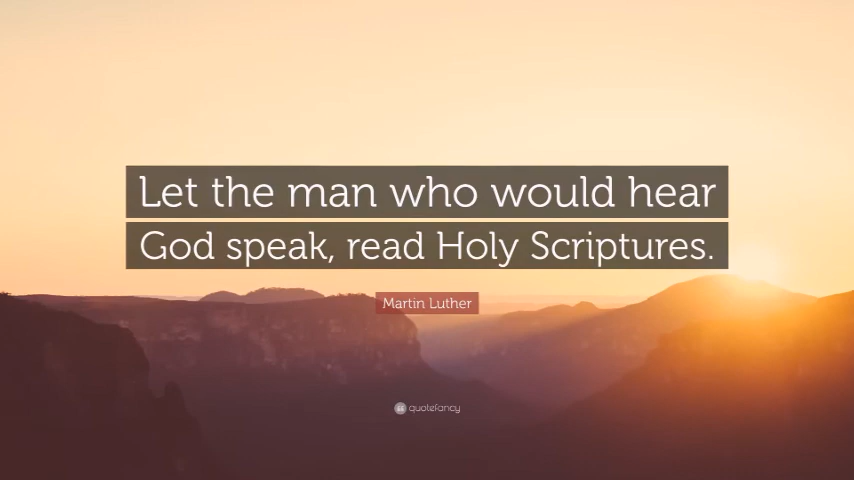 Let the man who would hear
God speak, read Holy Scriptures.
Martin Luther
quotefancy